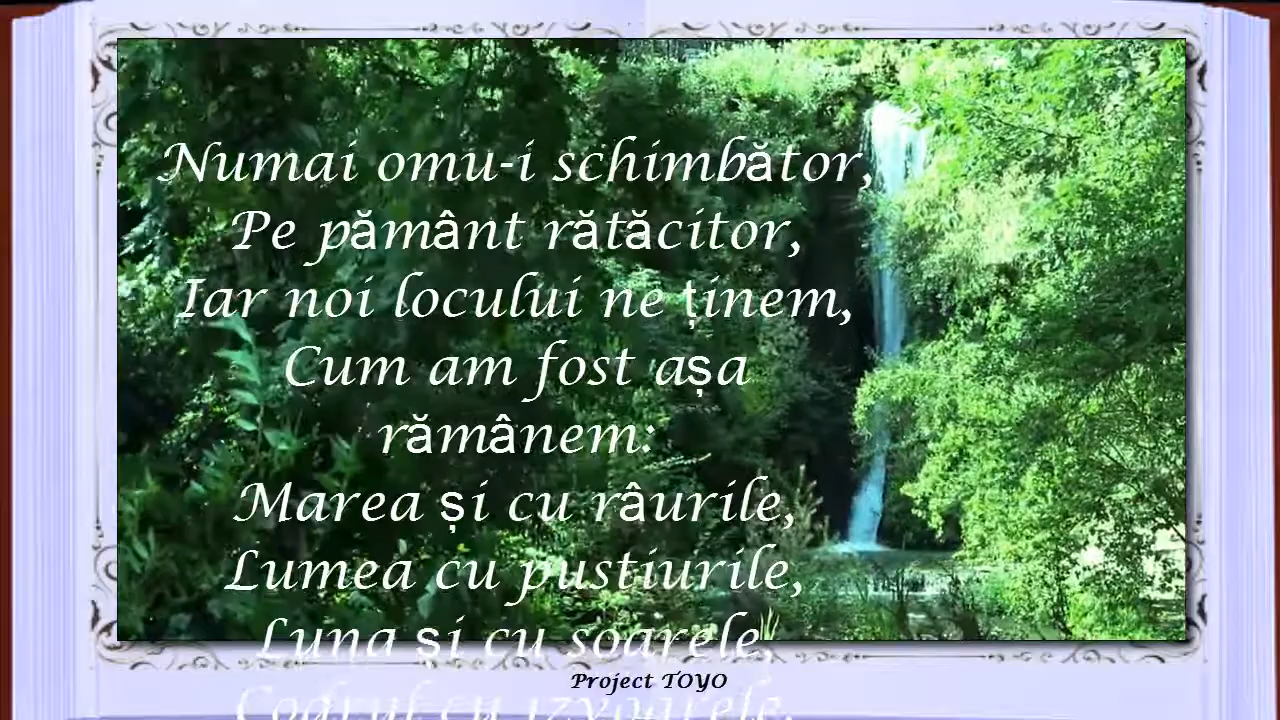 Numai omu-i schimbător,
Pe pământ rătăcitor,
Iar noi locului ne ținem,
Cum am fost așa
rămânem:
Marea și cu râurile,
Lumea cu pustiurile,
Luna și cu soarele,
Codrul cu izvoarele.
Project TOYO